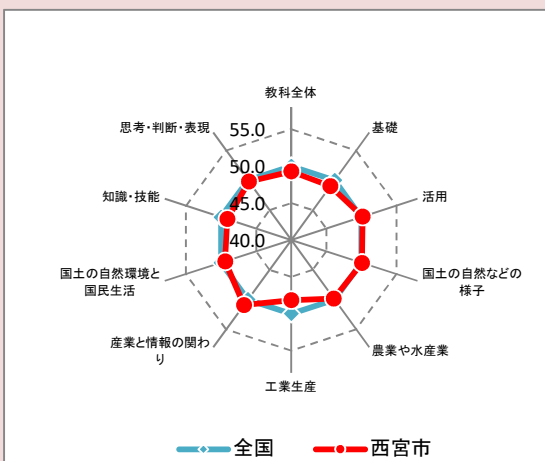 教科全体
思考・判断・表現
基礎
55.0
50.0
知識・技能
活用
45.0
40.0
国土の自然環境と
国民生活
国土の自然などの
様子
産業と情報の関わ
り
農業や水産業
工業生産
全国
西宮市